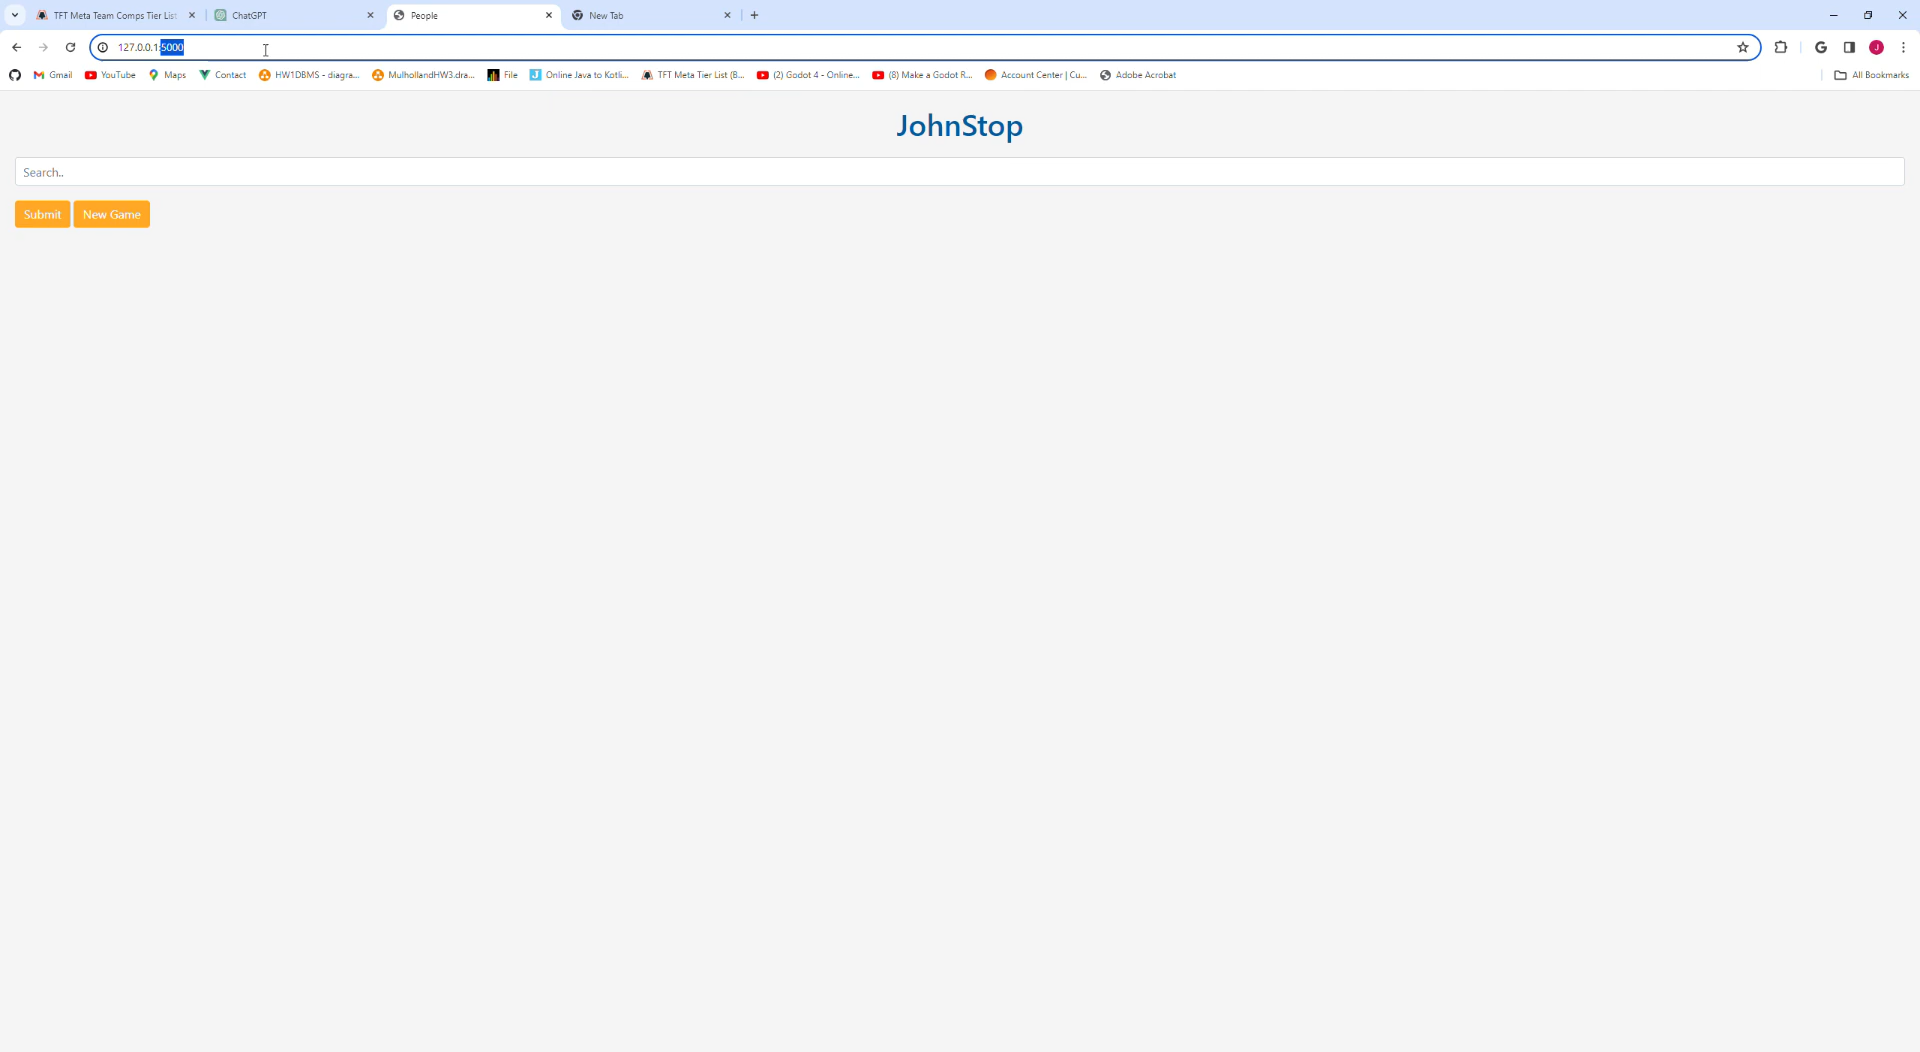 TFT Meta Team Comps Tier List
ChatGPT
People
New Tab
127.0.0.1:5000
J
Gmail
YouTube
Maps
Contact
HW1DBMS - diagra...
MulhollandHW3.dra...
File
Online Java to Kotli...
TFT Meta Tier List (B...
(2) Godot 4 - Online...
(8) Make a Godot R...
Account Center | Cu...
Adobe Acrobat
All Bookmarks
JohnStop
Search..
Submit
New Game